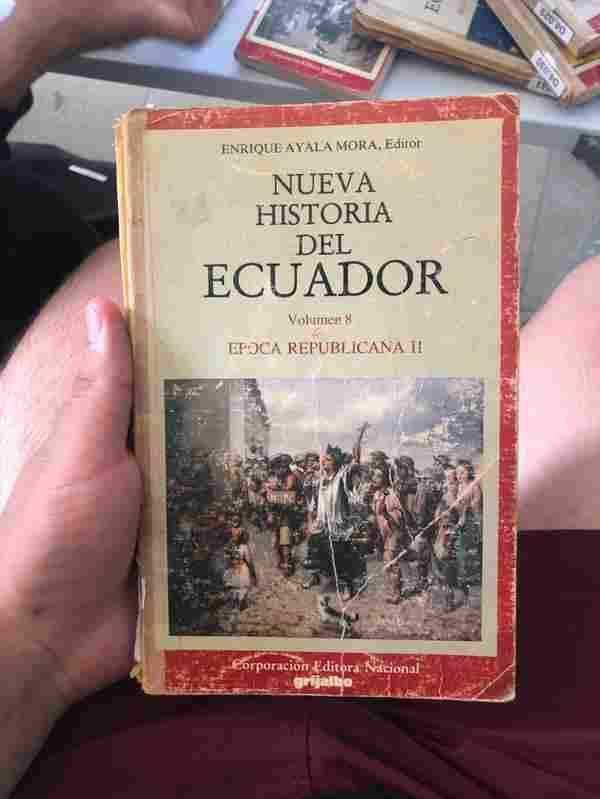 ENRIQUE AYALA MORA, Editor
NUEVA
HISTORIA
DEL
ECUADOR
Volumen 8
EPOCA REPUBLICANA II
Corporación Editora Nacional
grijalbo